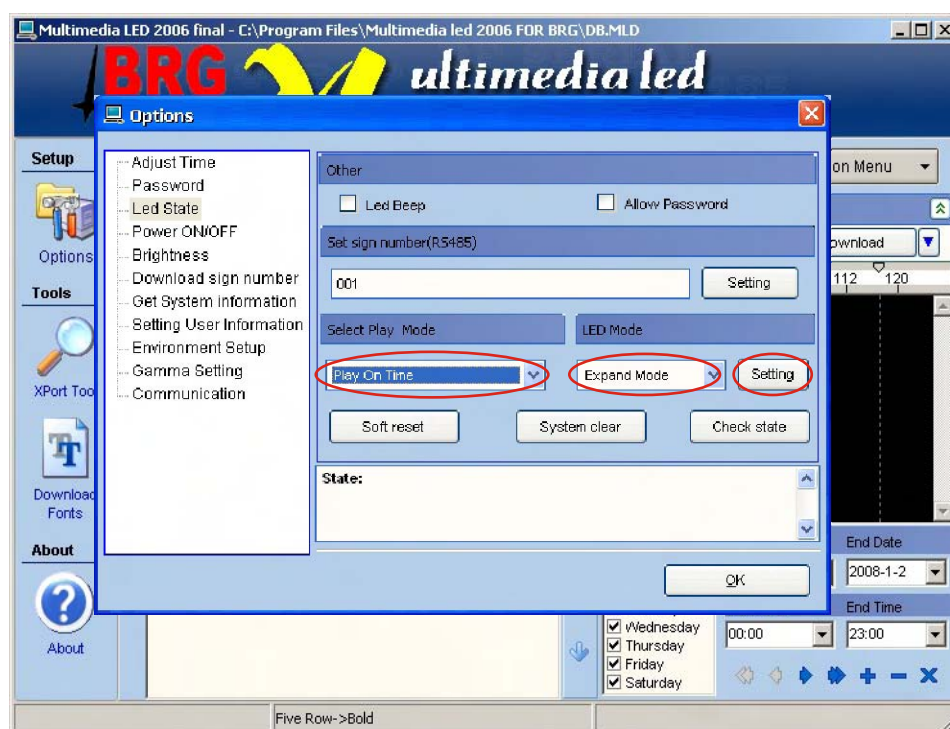 Multimedia LED 2006 final - C:\Program Files\Multimedia led 2006 FOR BRG\DB.MLD
BRG
ultimedia led
Options
Setup
Options
Tools
XPort Too
Download
Fonts
About
About
Adjust Time
Password
Led State
Power ON/OFF
Brightness
Download sign number
Get System information
Setting User Information
Environment Setup
Gamma Setting
Communication
Other
Led Beep
Allow Password
Set sign number(RS485)
001
Setting
Select Play Mode
LED Mode
Play On Time
Expand Mode
Setting
Soft reset
System clear
Check state
State:
OK
on Menu
ownload
112 120
End Date
2008-1-2
End Time
Wednesday
Thursday
Friday
Saturday
00:00
23:00
Five Row->Bold